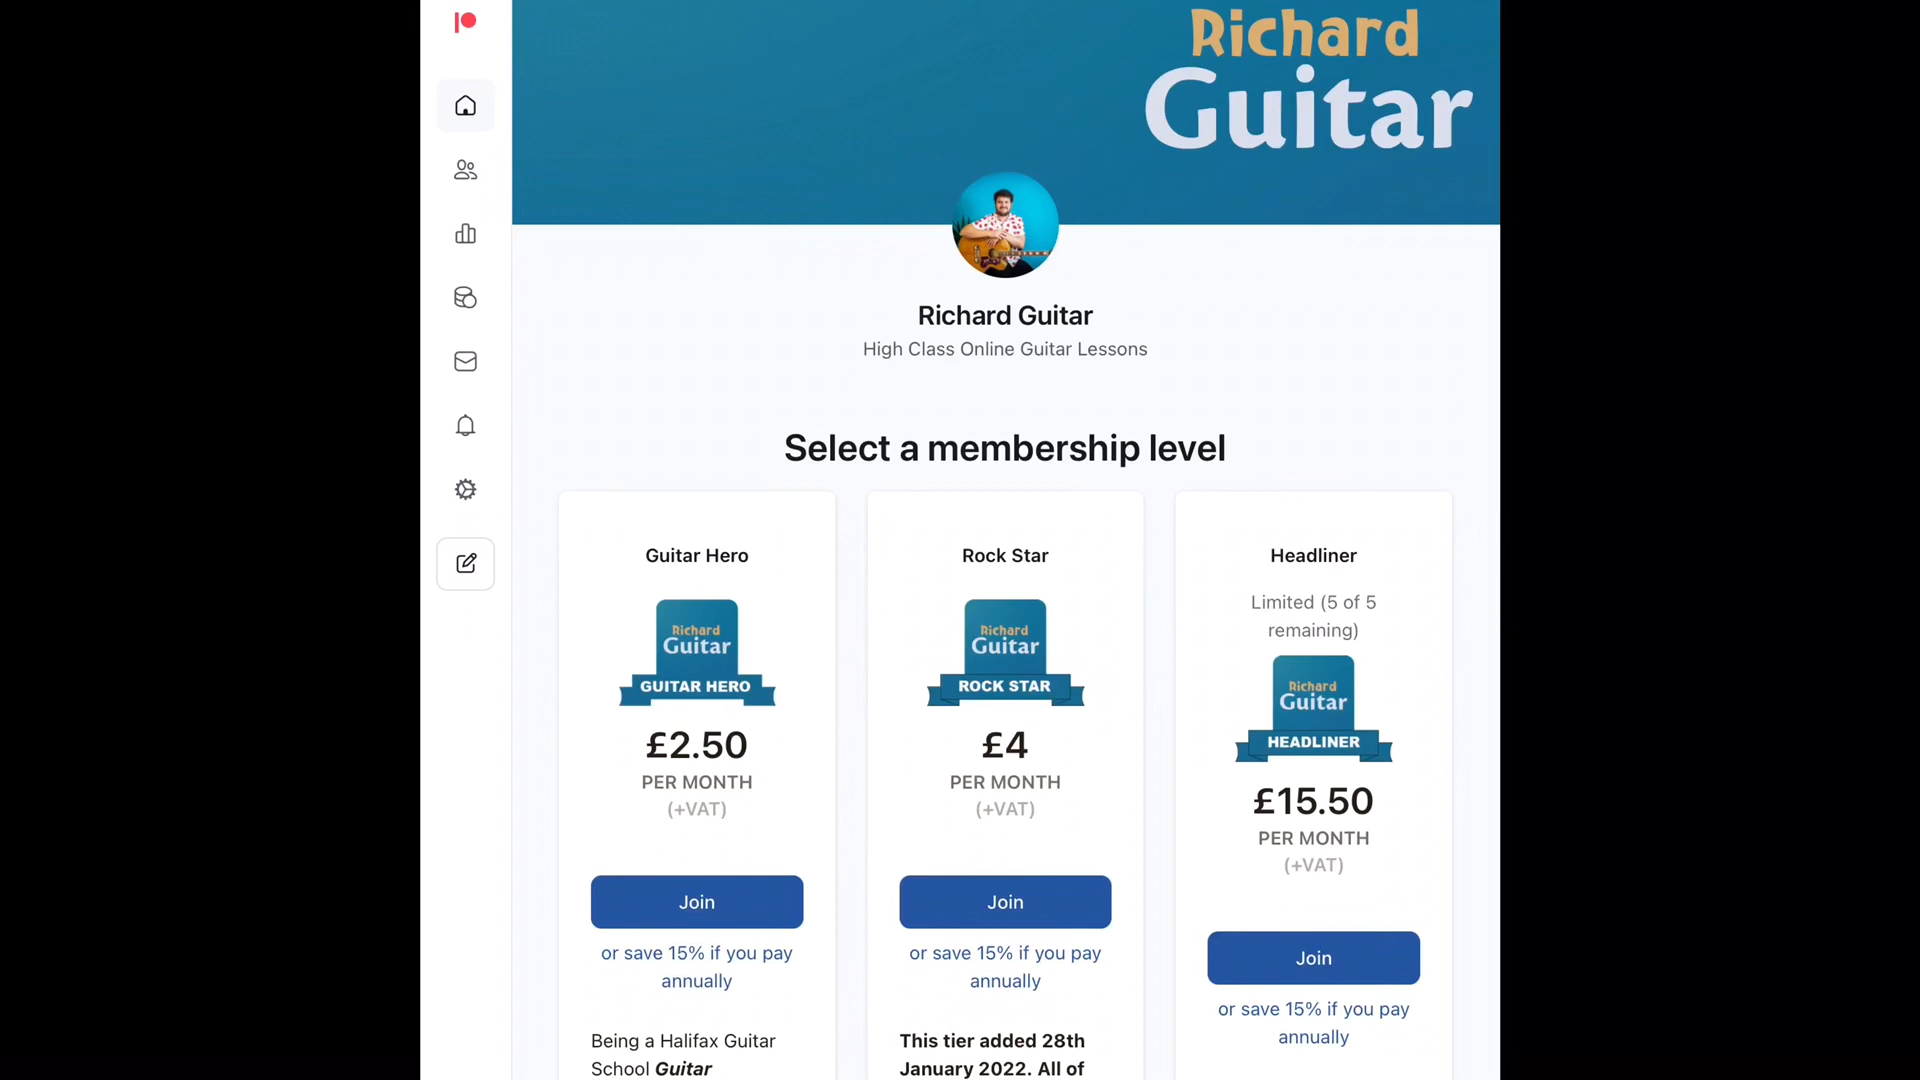 Richard
Guitar
Richard Guitar
High Class Online Guitar Lessons
Select a membership level
Guitar Hero
Richard
Guitar
GUITAR HERO
£2.50
PER MONTH
(+VAT)
Join
or save 15% if you pay
annually
Being a Halifax Guitar
School Guitar
Rock Star
Richard
Guitar
ROCK STAR
£4
PER MONTH
(+VAT)
Join
or save 15% if you pay
annually
This tier added 28th
January 2022. All of
Headliner
Limited (5 of 5
remaining)
Richard
Guitar
HEADLINER
£15.50
PER MONTH
(+VAT)
Join
or save 15% if you pay
annually